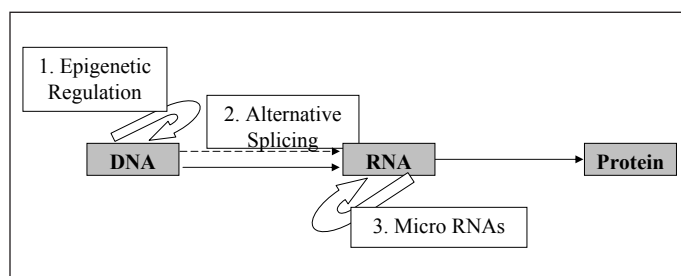 1. Epigenetic
Regulation
2. Alternative
Splicing
DNA
RNA
Protein
3. Micro RNAs